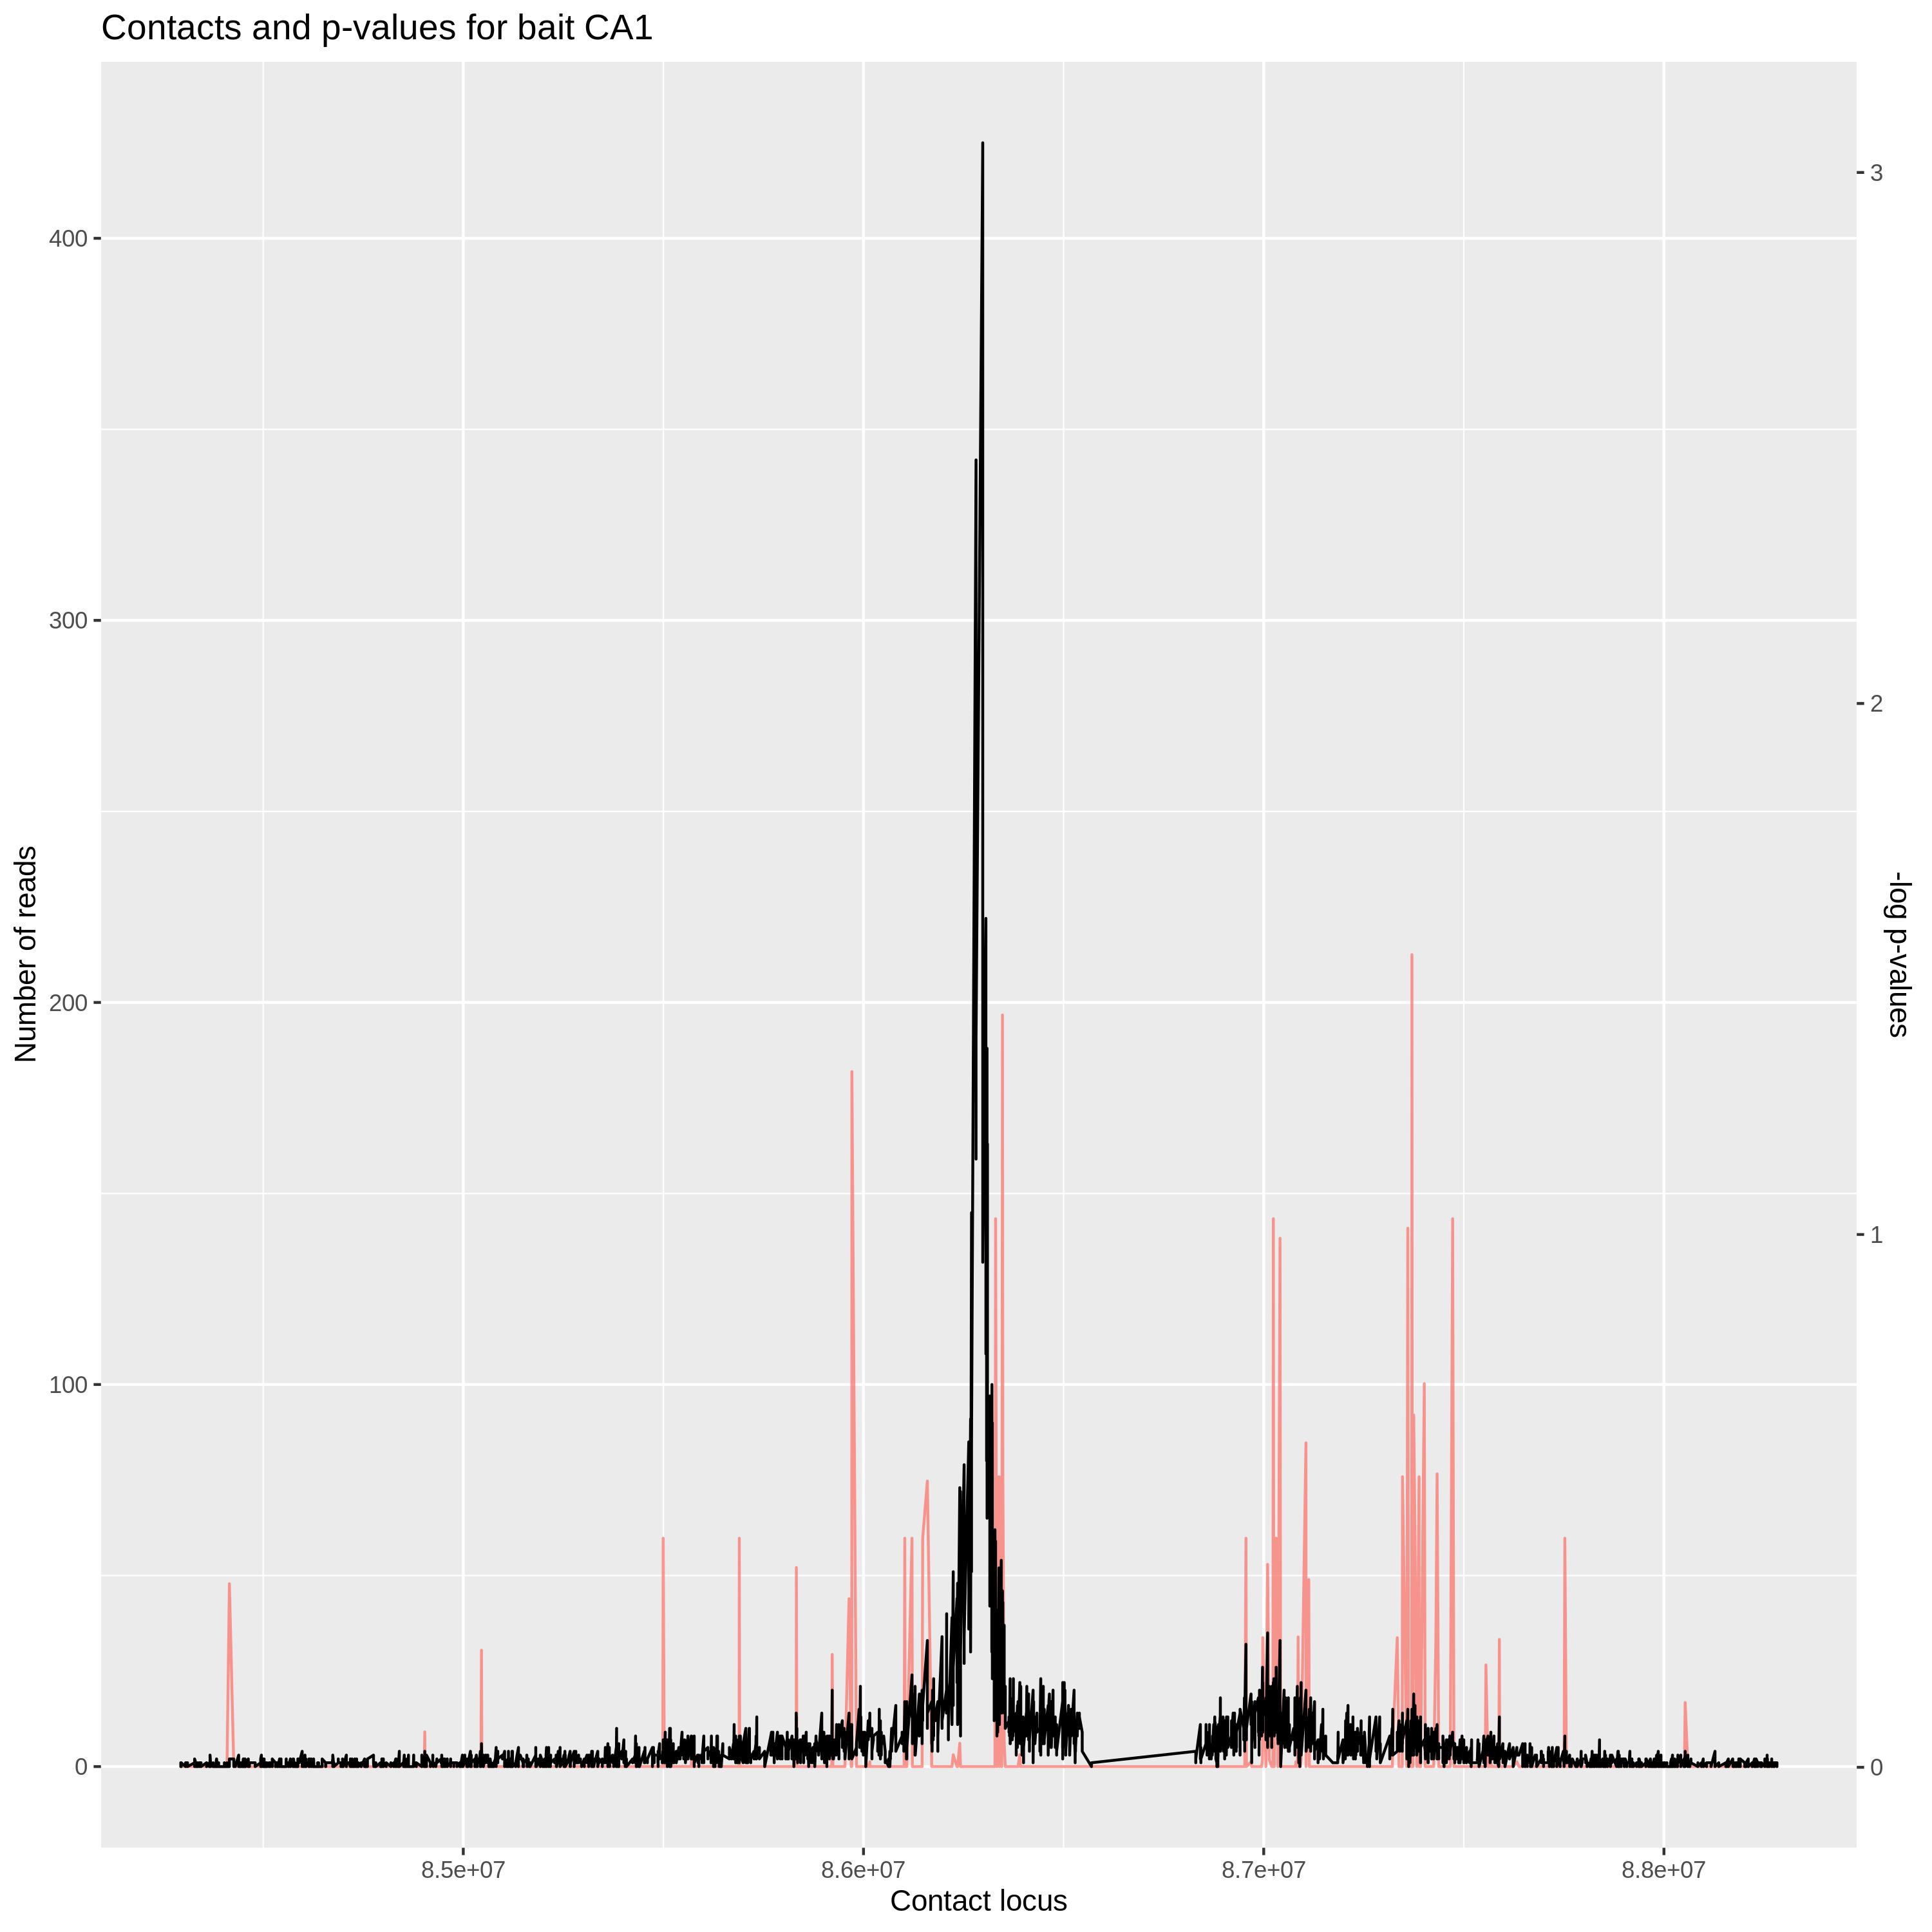 Contacts and p-values for bait CA1
400
300
200
100
0
3
2
1
0
Number of reads
-log p-values
8.5e+07
8.6e+07
8.7e+07
8.8e+07
Contact locus